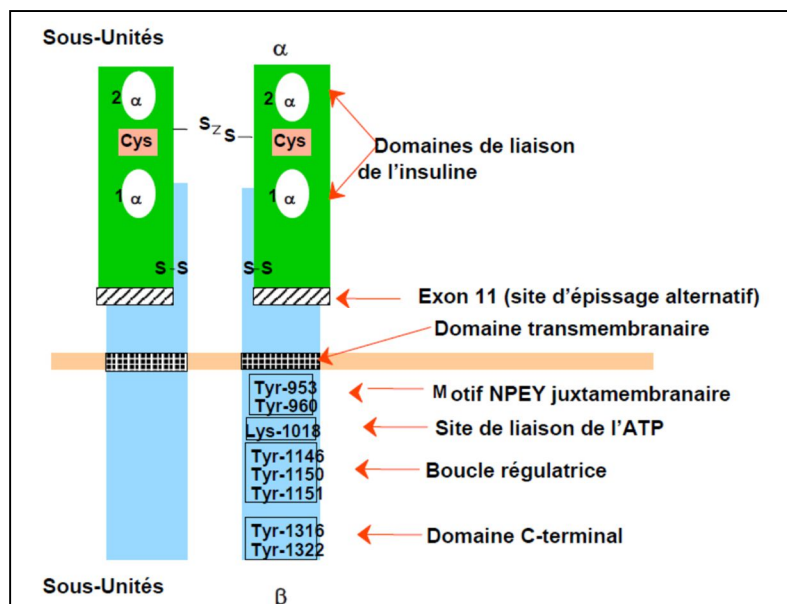 Sous-Unités
α
2 α
2 α
S
Z
S
Cys
Cys
Domaines de liaison
de l'insuline
1 α
1 α
S-S
S-S
Exon 11 (site d'épissage alternatif)
Domaine transmembranaire
Tyr-953
Tyr-960
Motif NPEY juxtamembranaire
Lys-1018
Site de liaison de l'ATP
Tyr-1146
Tyr-1150
Tyr-1151
Boucle régulatrice
Tyr-1316
Tyr-1322
Domaine C-terminal
Sous-Unités
β